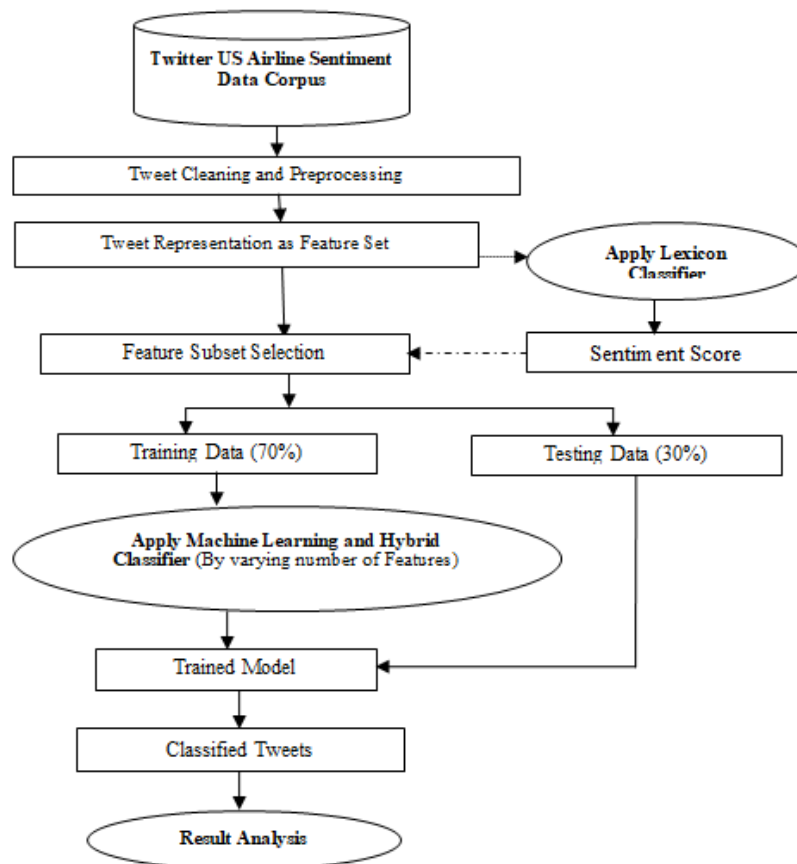 Twitter US Airline Sentiment
Data Corpus
Tweet Cleaning and Preprocessing
Tweet Representation as Feature Set
Apply Lexicon
Classifier
Feature Subset Selection
Sentiment Score
Training Data (70%)
Testing Data (30%)
Apply Machine Learning and Hybrid
Classifier (By varying number of Features)
Trained Model
Classified Tweets
Result Analysis